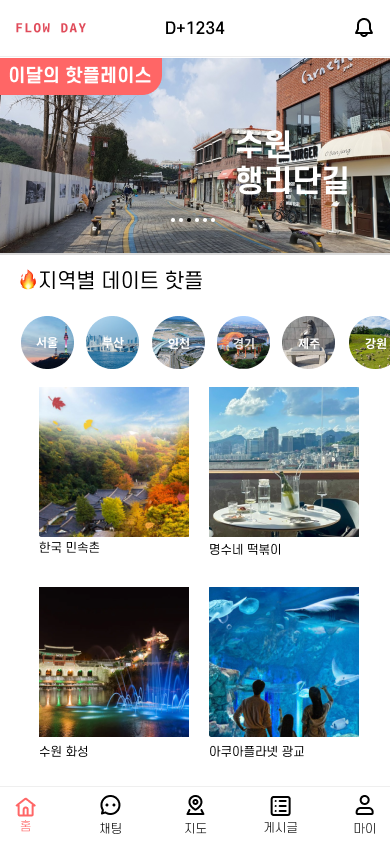 FLOW DAY
D+1234
이달의 핫플레이스
수원
행리단길
BURGER
🔥지역별 데이트 핫플
서울
부산
인천
경기
제주
강원
한국 민속촌
명수네 떡볶이
수원 화성
아쿠아플라넷 광교
홈
채팅
지도
게시글
마이